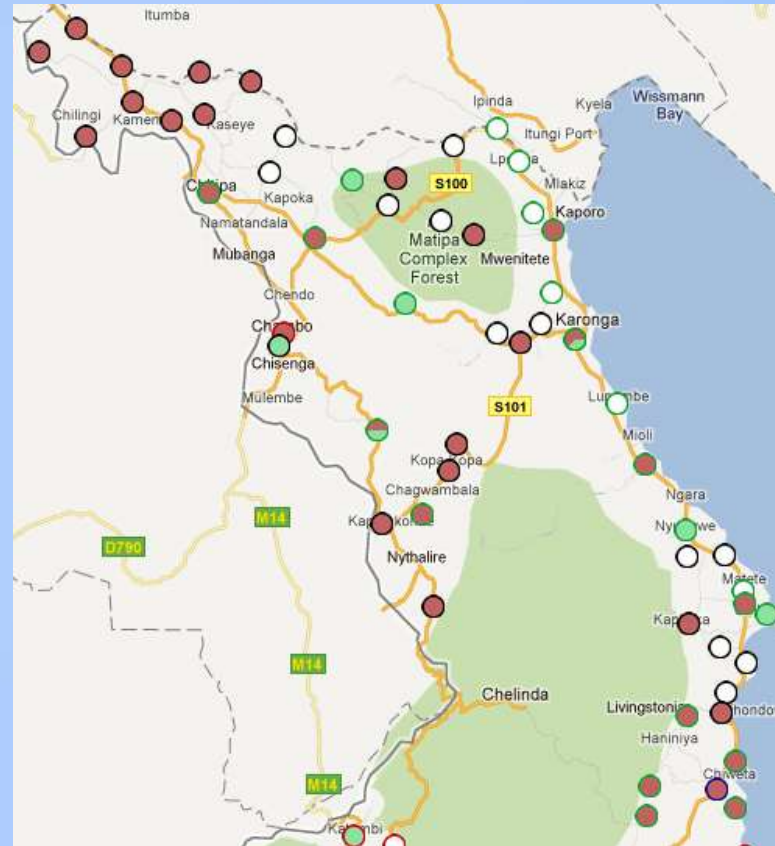 Itumba
Chilingi
Kaseye
Ipinda
Kyela
Itungi Port
Wissmann
Bay
Mlakiz
S100
Kapoka
Kaporo
Namatandala
Mubanga
Matipa
Complex
Forest
Mwenitete
Chendo
Karonga
Chisenga
Mulembe
S101
Mioli
Kopa Kopa
Chagwambala
Ngara
M14
D790
Nythalire
M14
Chelinda
Livingstonia
Haniniya
Chiweta
M14